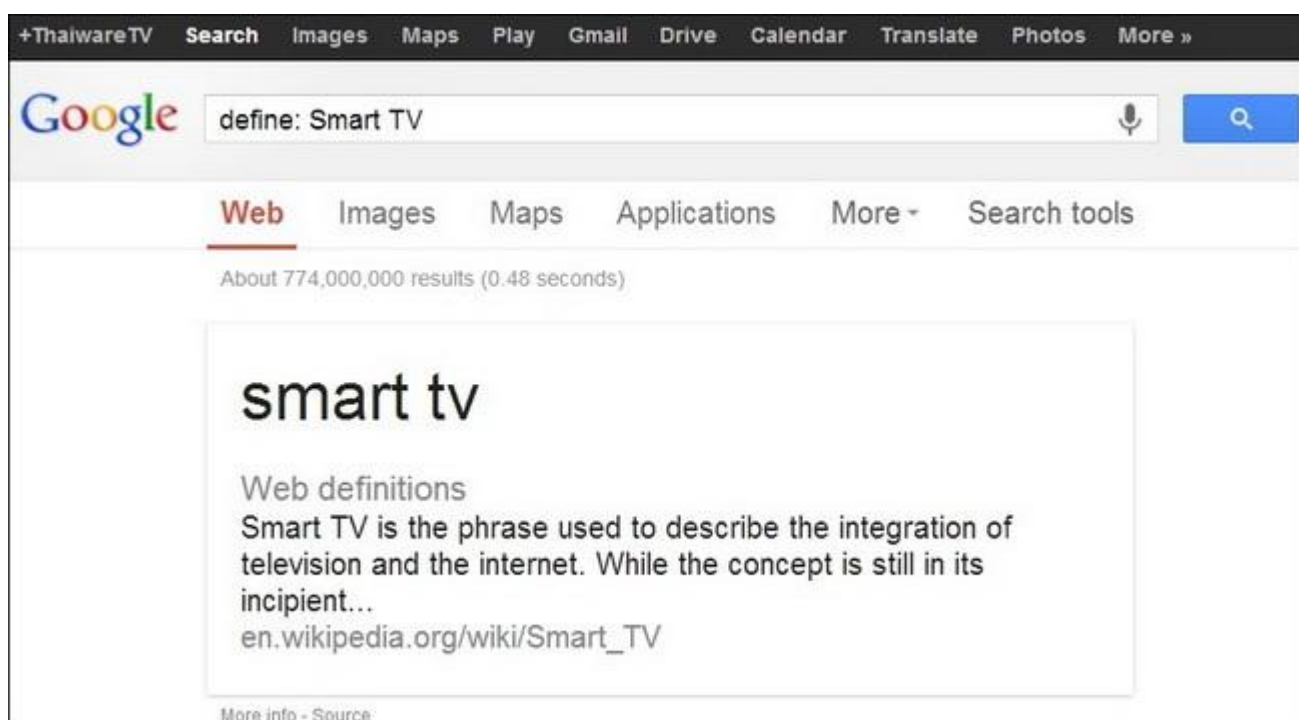 +ThaiwareTV Search Images Maps Play Gmail Drive Calendar Translate Photos More »
Google define: Smart TV
Web Images Maps Applications More Search tools
About 774,000,000 results (0.48 seconds)
smart tv
Web definitions
Smart TV is the phrase used to describe the integration of
television and the internet. While the concept is still in its
incipient...
en.wikipedia.org/wiki/Smart_TV
More info - Source